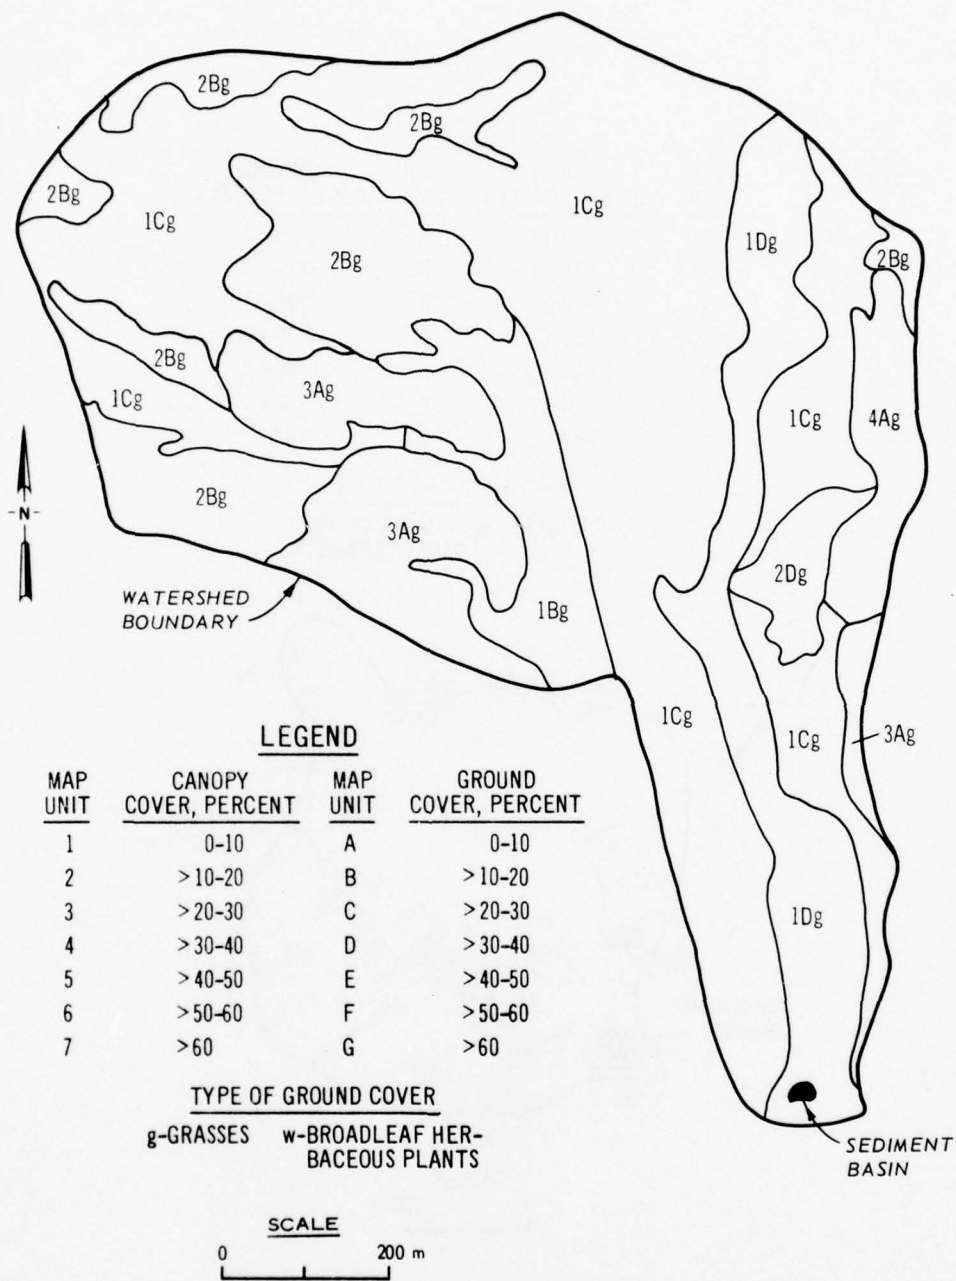 2Bg
2Bg
2Bg
1Cg
1Cg
1Dg
2Bg
2Bg
2Bg
3Ag
1Cg
1Cg
4Ag
2Bg
3Ag
2Dg
1Bg
-N-
WATERSHED
BOUNDARY
1Cg
1Cg
3Ag
1Dg
LEGEND
MAP UNIT CANOPY COVER, PERCENT MAP UNIT GROUND COVER, PERCENT
1 0-10 A 0-10
2 >10-20 B >10-20
3 >20-30 C >20-30
4 >30-40 D >30-40
5 >40-50 E >40-50
6 >50-60 F >50-60
7 >60 G >60
TYPE OF GROUND COVER
g-GRASSES w-BROADLEAF HER-
BACEOUS PLANTS
SEDIMENT
BASIN
SCALE
0 200 m